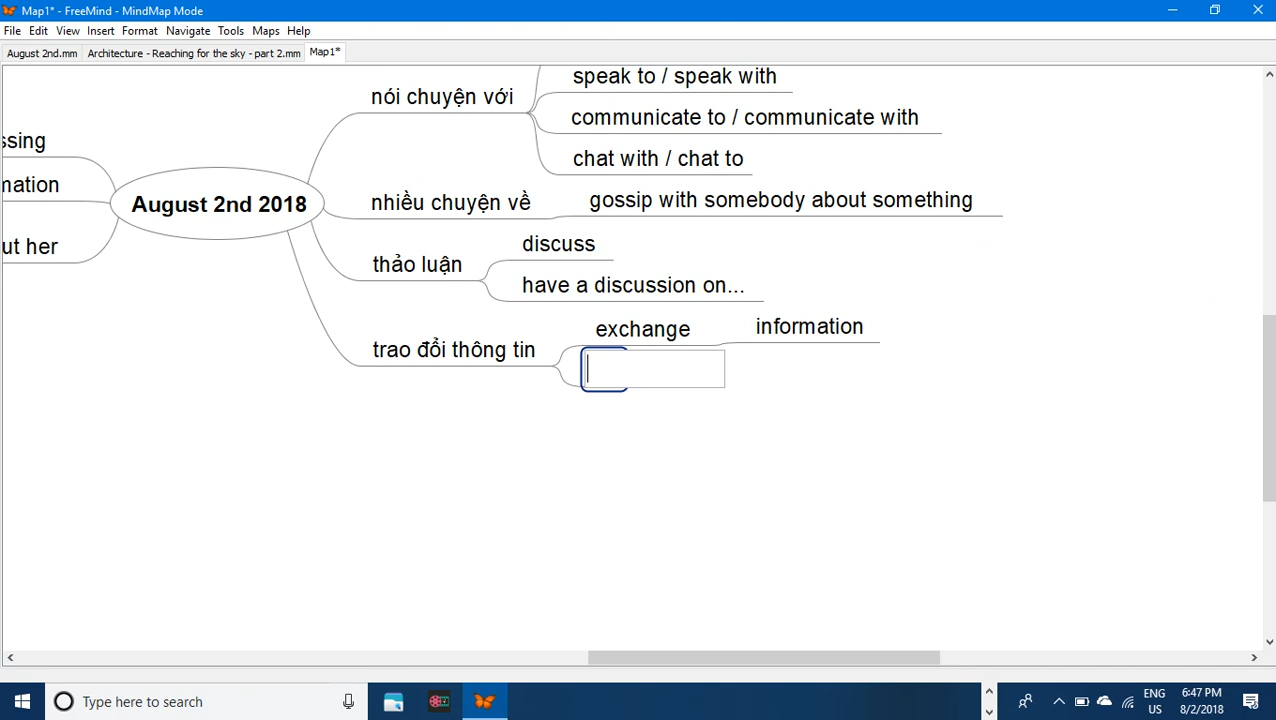 Map1* - FreeMind - MindMap Mode
File Edit View Insert Format Navigate Tools Maps Help
August 2nd.mm Architecture - Reaching for the sky - part 2.mm Map1*
speak to / speak with
nói chuyện với
communicate to / communicate with
ssing
chat with / chat to
mation
August 2nd 2018
nhiều chuyện về
gossip with somebody about something
ut her
discuss
thảo luận
have a discussion on...
exchange
information
trao đổi thông tin
Type here to search
ENG
US
6:47 PM
8/2/2018